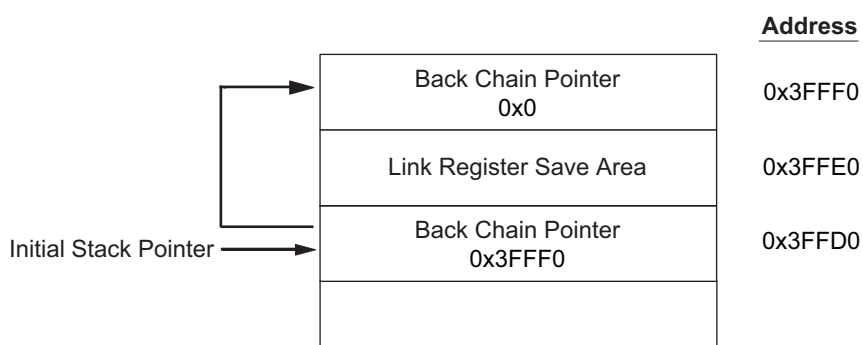 Address
Back Chain Pointer
0x0
0x3FFF0
Link Register Save Area
0x3FFE0
Initial Stack Pointer
Back Chain Pointer
0x3FFF0
0x3FFD0